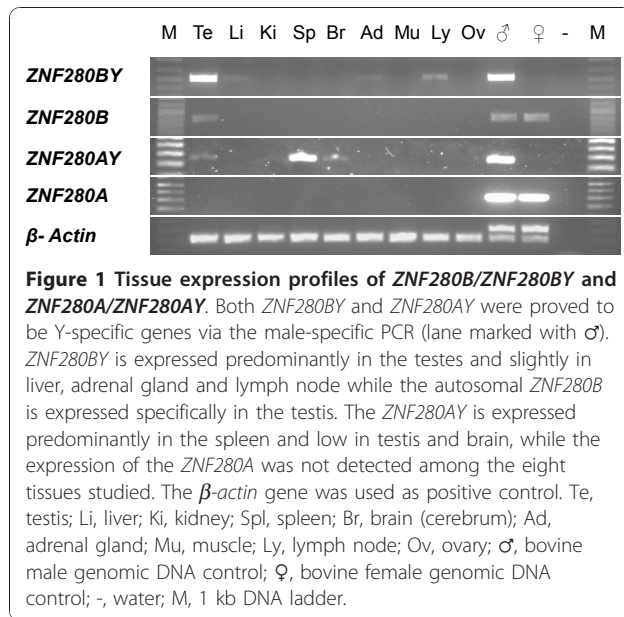 M Te Li Ki Sp Br Ad Mu Ly Ov ♂ ♀ - M
ZNF280BY
ZNF280B
ZNF280AY
ZNF280A
β- Actin
Figure 1 Tissue expression profiles of ZNF280B/ZNF280BY and
ZNF280A/ZNF280AY. Both ZNF280BY and ZNF280AY were proved to
be Y-specific genes via the male-specific PCR (lane marked with ♂).
ZNF280BY is expressed predominantly in the testes and slightly in
liver, adrenal gland and lymph node while the autosomal ZNF280B
is expressed specifically in the testis. The ZNF280AY is expressed
predominantly in the spleen and low in testis and brain, while the
expression of the ZNF280A was not detected among the eight
tissues studied. The β-actin gene was used as positive control. Te,
testis; Li, liver; Ki, kidney; Spl, spleen; Br, brain (cerebrum); Ad,
adrenal gland; Mu, muscle; Ly, lymph node; Ov, ovary; ♂, bovine
male genomic DNA control; ♀, bovine female genomic DNA
control; -, water; M, 1 kb DNA ladder.